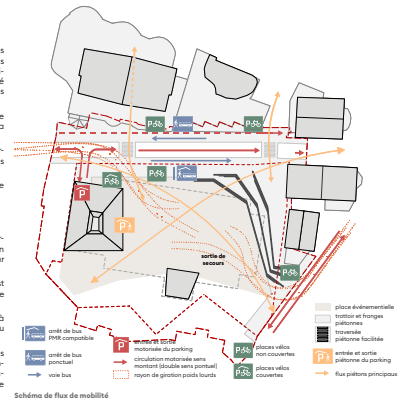 sortie de
secours
place événementielle
trottoir et franges
piétonnes
traversée
piétonne facilitée
entrée et sortie
piétonne du parking
flux piétons principaux
arrêt de bus
PMR compatible
arrêt de bus
ponctuel
voie bus
entrée et sortie
motorisée du parking
circulation motorisée sens
montant (double sens ponctuel)
rayon de giration poids lourds
places vélos
non couvertes
places vélos
couvertes
Schéma de flux de mobilité